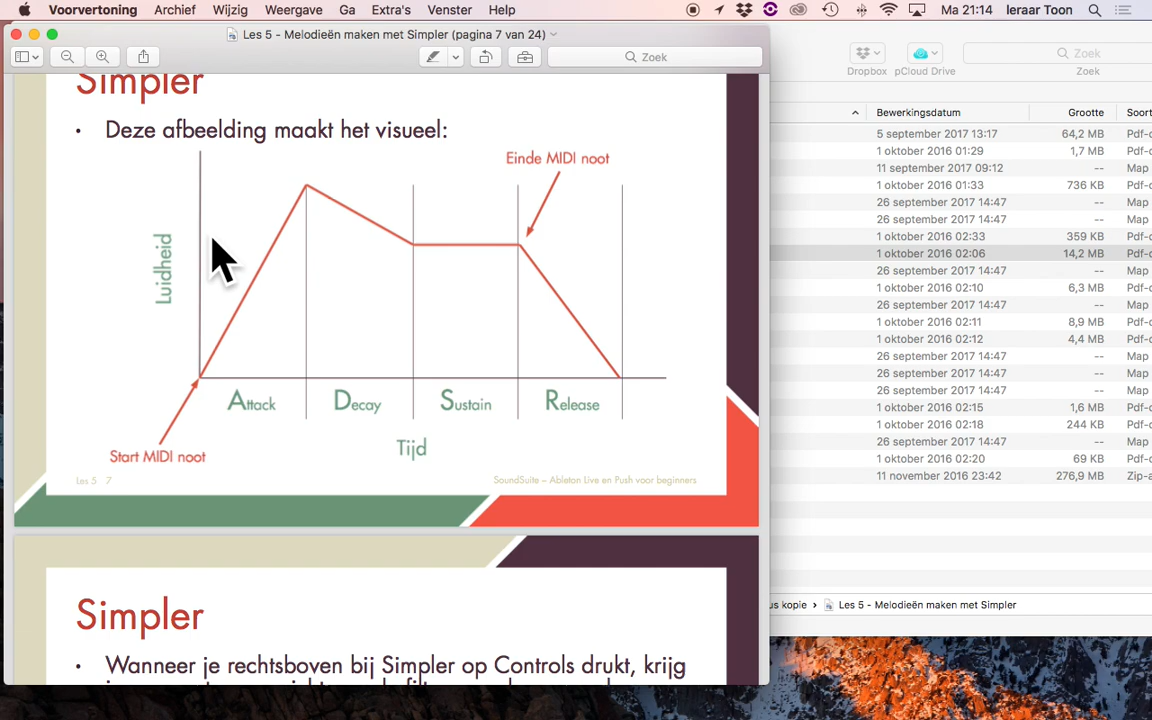 Voorvertoning Archief Wijzig Weergave Ga Extra's Venster Help Ma 21:14 leraar Toon
Les 5 - Melodieën maken met Simpler (pagina 7 van 24)
Zoek
Dropbox pCloud Drive
Zoek
Zoek
Bewerkingsdatum Grootte Soort
5 september 2017 13:17 64,2 MB Pdf-d
1 oktober 2016 01:29 1,7 MB Pdf-d
11 september 2017 09:12 -- Map
1 oktober 2016 01:33 736 KB Pdf-d
26 september 2017 14:47 -- Map
26 september 2017 14:47 -- Map
1 oktober 2016 02:33 359 KB Pdf-d
1 oktober 2016 02:06 14,2 MB Pdf-d
26 september 2017 14:47 -- Map
1 oktober 2016 02:10 6,3 MB Pdf-d
26 september 2017 14:47 -- Map
1 oktober 2016 02:11 8,9 MB Pdf-d
1 oktober 2016 02:12 4,4 MB Pdf-d
26 september 2017 14:47 -- Map
26 september 2017 14:47 -- Map
26 september 2017 14:47 -- Map
1 oktober 2016 02:15 1,6 MB Pdf-d
1 oktober 2016 02:18 244 KB Pdf-d
26 september 2017 14:47 -- Map
1 oktober 2016 02:20 69 KB Pdf-d
11 november 2016 23:42 276,9 MB Zip-a
us kopie › Les 5 - Melodieën maken met Simpler
Simpler
• Deze afbeelding maakt het visueel:
Einde MIDI noot
Luidheid
Attack Decay Sustain Release
Tijd
Start MIDI noot
Les 5 7
SoundSuite – Ableton Live en Push voor beginners
Simpler
• Wanneer je rechtsboven bij Simpler op Controls drukt, krijg